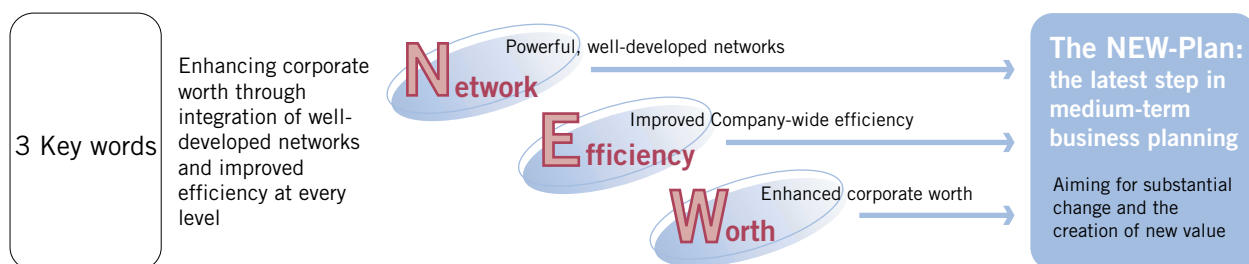 3 Key words
Enhancing corporate
worth through
integration of well-
developed networks
and improved
efficiency at every
level
Powerful, well-developed networks
Network
Improved Company-wide efficiency
Efficiency
Enhanced corporate worth
Worth
The NEW-Plan:
the latest step in
medium-term
business planning
Aiming for substantial
change and the
creation of new value